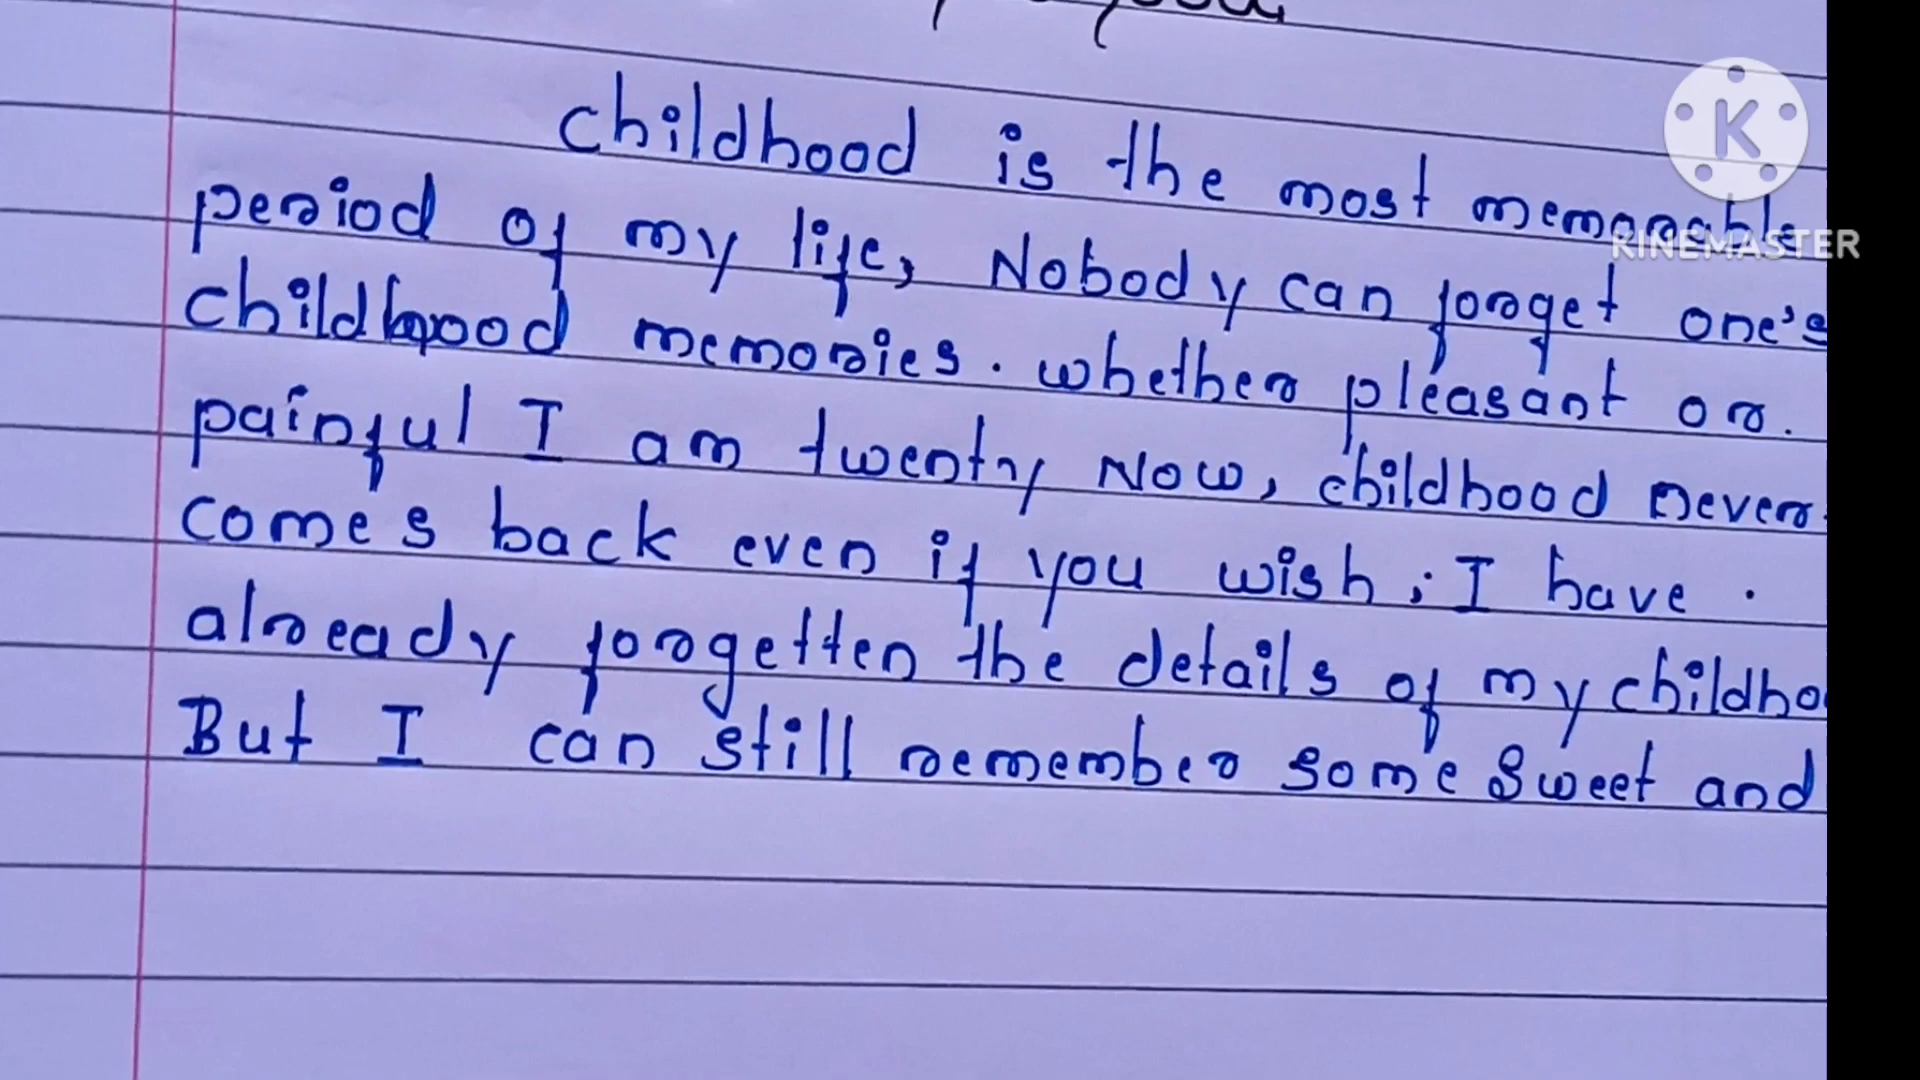 childhood is the most memorable
period of my life, Nobody can forget one's
childhood memories. whether pleasant or.
painful I am twenty Now, childhood never.
come's back even if you wish; I have.
already forgetten the details of my childho
But I can still remember some sweet and
K
KINEMASTER